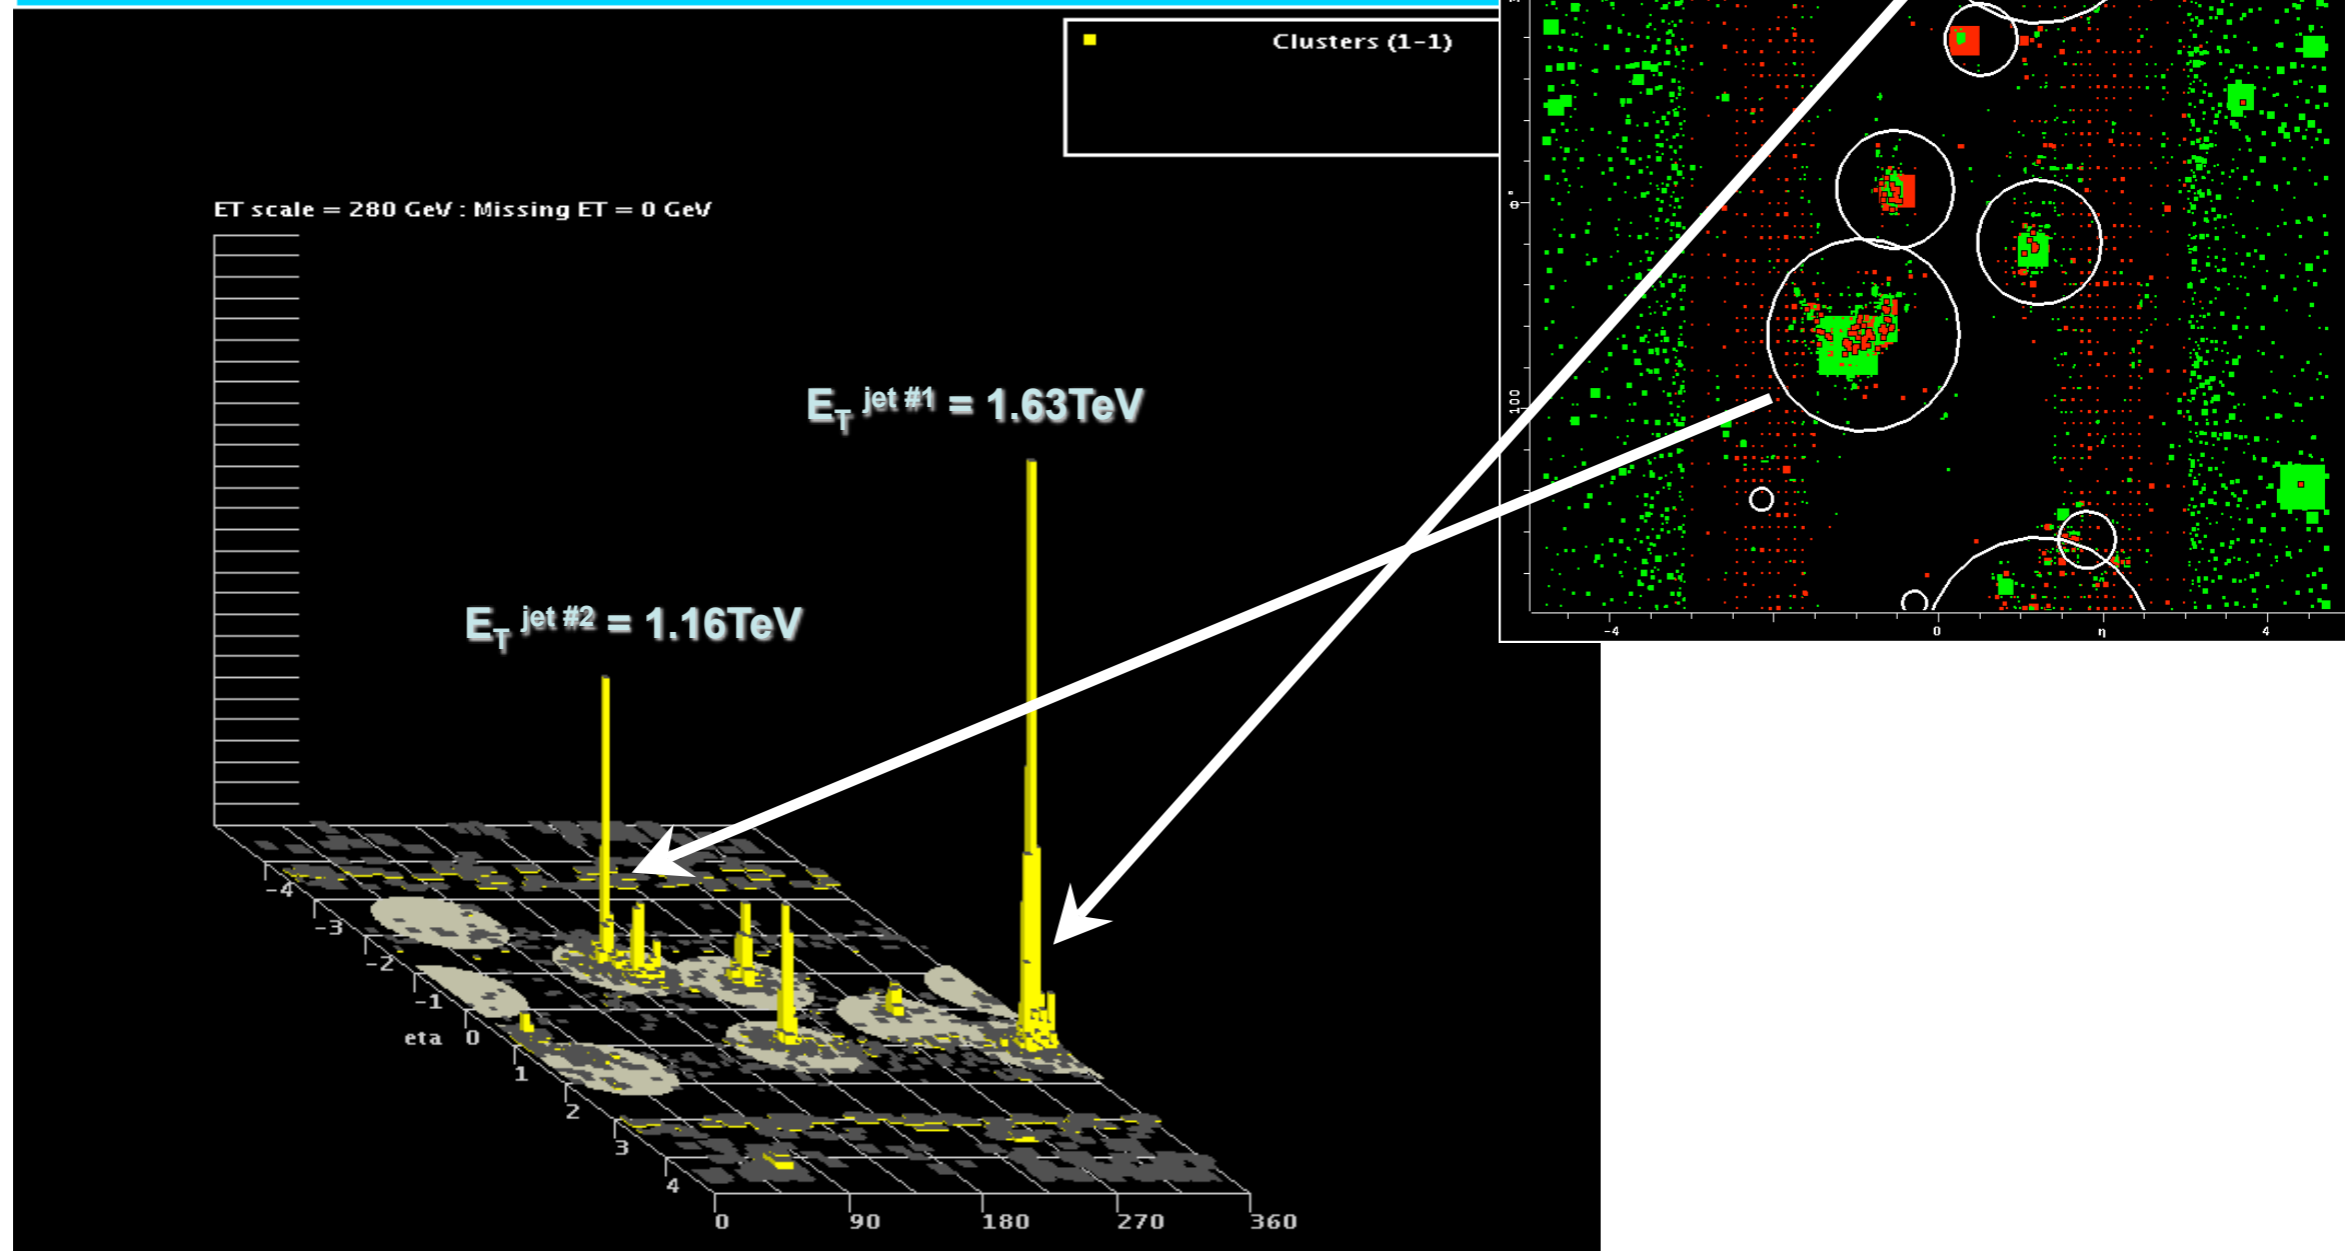 Clusters (1-1)
ET scale = 280 GeV : Missing ET = 0 GeV
E_T jet #1 = 1.63TeV
E_T jet #2 = 1.16TeV
-4
-3
-2
-1
eta 0
1
2
3
4
0 90 180 270 360
0
100
-4 0 η 4